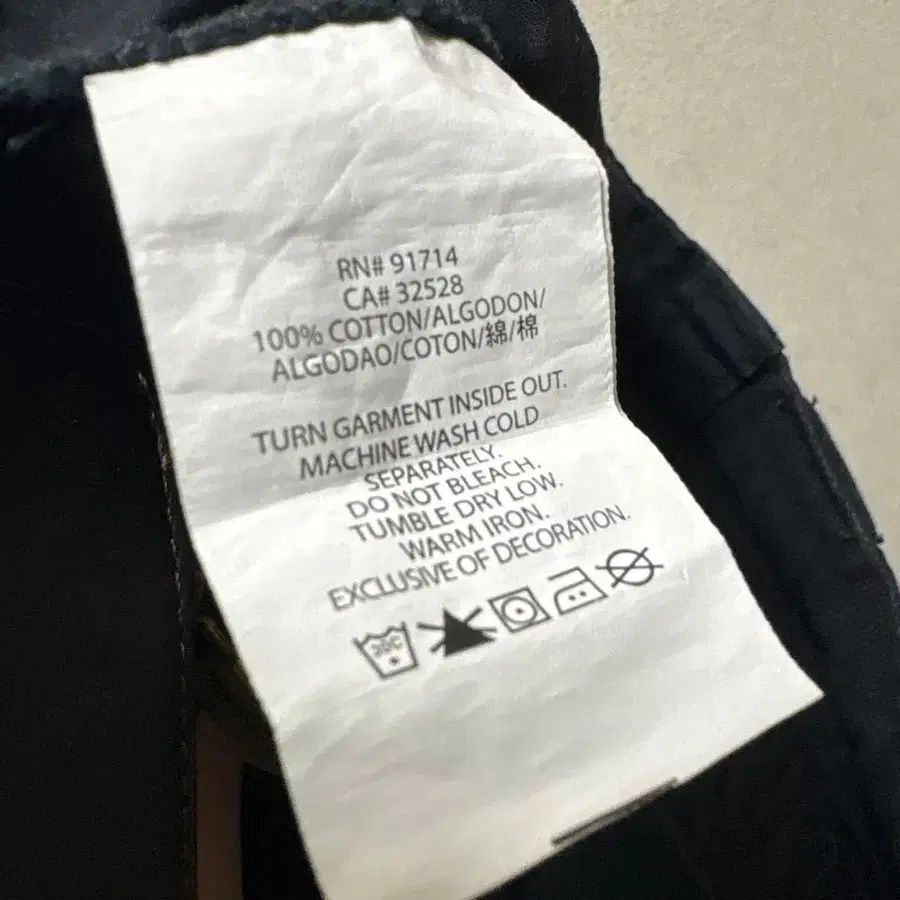 RN# 91714
CA# 32528
100% COTTON/ALGODON/
ALGODAO/COTON/綿/棉
TURN GARMENT INSIDE OUT.
MACHINE WASH COLD
SEPARATELY.
DO NOT BLEACH.
TUMBLE DRY LOW.
WARM IRON.
EXCLUSIVE OF DECORATION.
30C